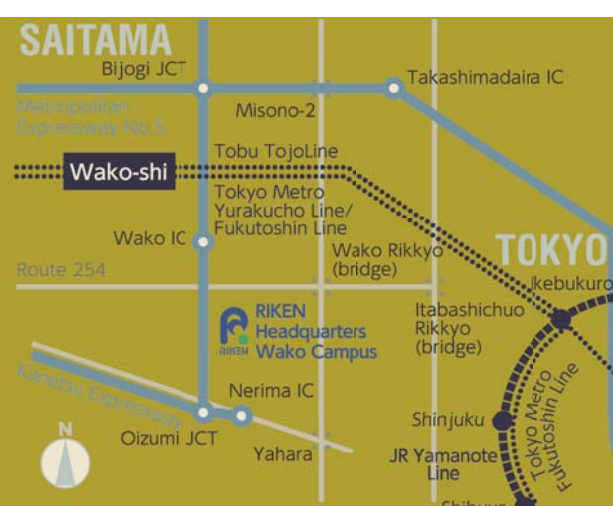 SAITAMA
Bijogi JCT
Takashimadaira IC
Metropolitan
Expressway No.5
Misono-2
Tobu TojoLine
Wako-shi
Tokyo Metro
Yurakucho Line/
Fukutoshin Line
Wako IC
Wako Rikkyo
(bridge)
TOKYO
Route 254
Ikebukuro
RIKEN
Headquarters
Wako Campus
RIKEN
Itabashichuo
Rikkyo
(bridge)
Kanetsu Expressway
Nerima IC
Oizumi JCT
Yahara
Shinjuku
Tokyo Metro
Fukutoshin Line
JR Yamanote
Line
N
Shibuya